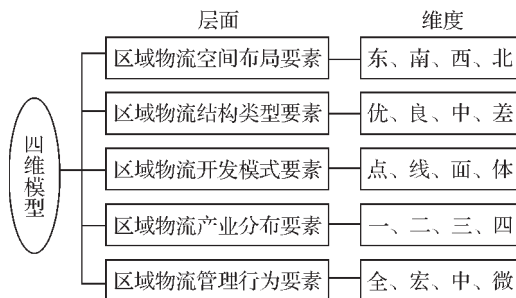 层面 维度
区域物流空间布局要素 东、南、西、北
区域物流结构类型要素 优、良、中、差
四维模型
区域物流开发模式要素 点、线、面、体
区域物流产业分布要素 一、二、三、四
区域物流管理行为要素 全、宏、中、微